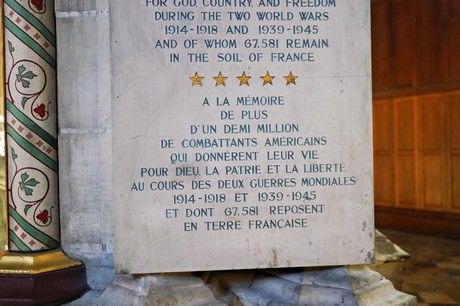 FOR GOD, COUNTRY, AND FREEDOM
DURING THE TWO WORLD WARS
1914-1918 AND 1939-1945
AND OF WHOM 67.581 REMAIN
IN THE SOIL OF FRANCE
A LA MÉMOIRE
DE PLUS
D'UN DEMI MILLION
DE COMBATTANTS AMERICAINS
QUI DONNÈRENT LEUR VIE
POUR DIEU, LA PATRIE ET LA LIBERTE
AU COURS DES DEUX GUERRES MONDIALES
1914-1918 ET 1939-1945
ET DONT 67.581 REPOSENT
EN TERRE FRANÇAISE